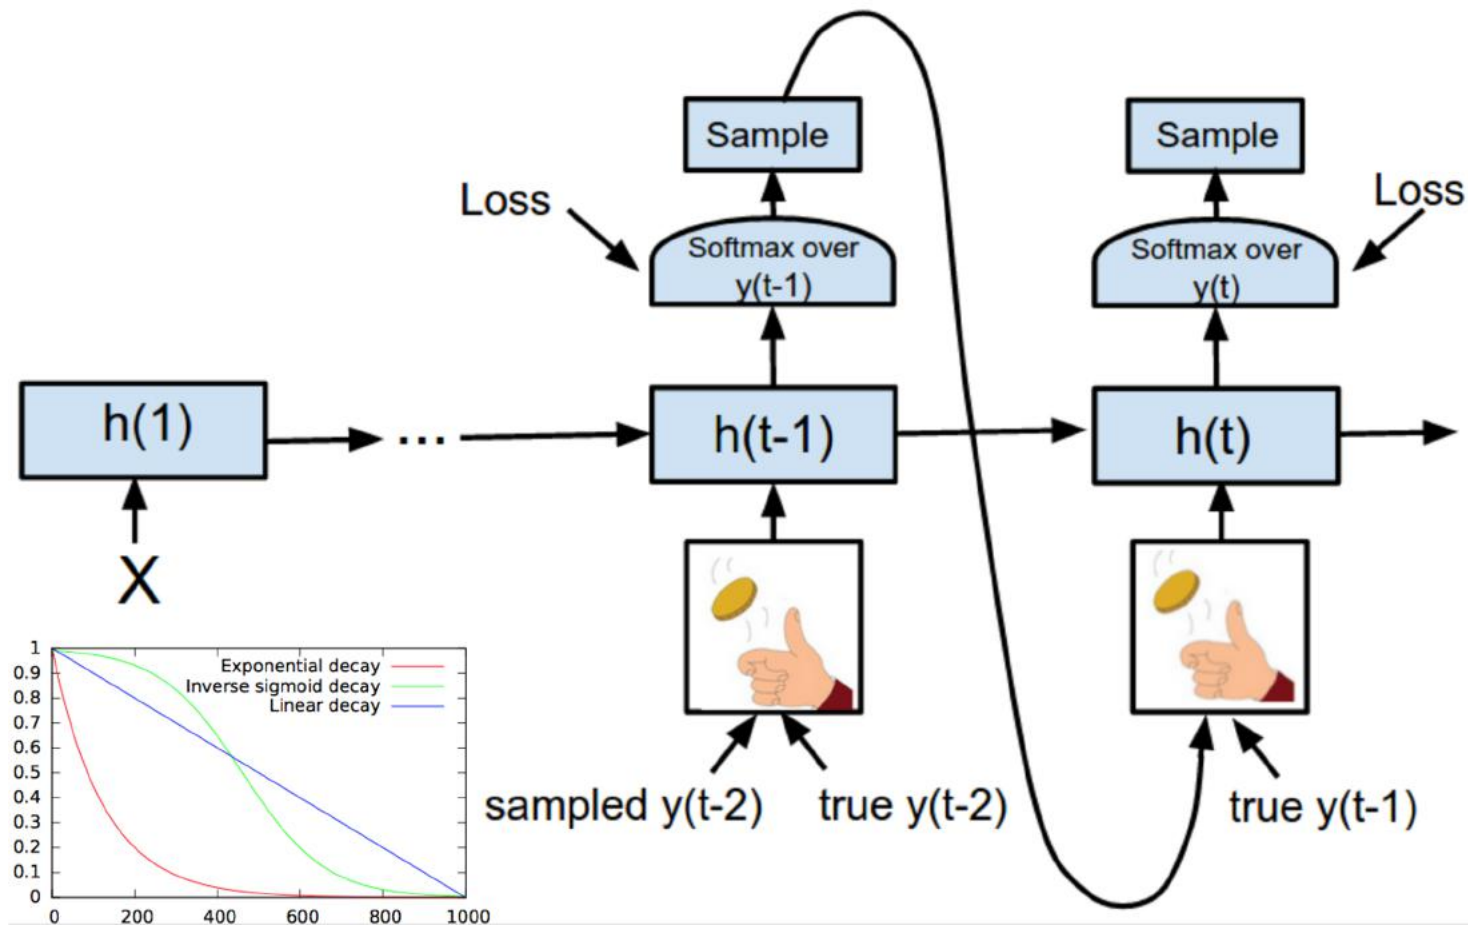 Sample
Sample
Loss
Loss
Softmax over
y(t-1)
Softmax over
y(t)
h(1)
...
h(t-1)
h(t)
X
sampled y(t-2)
true y(t-2)
true y(t-1)
Exponential decay
Inverse sigmoid decay
Linear decay
1
0.9
0.8
0.7
0.6
0.5
0.4
0.3
0.2
0.1
0
0 200 400 600 800 1000